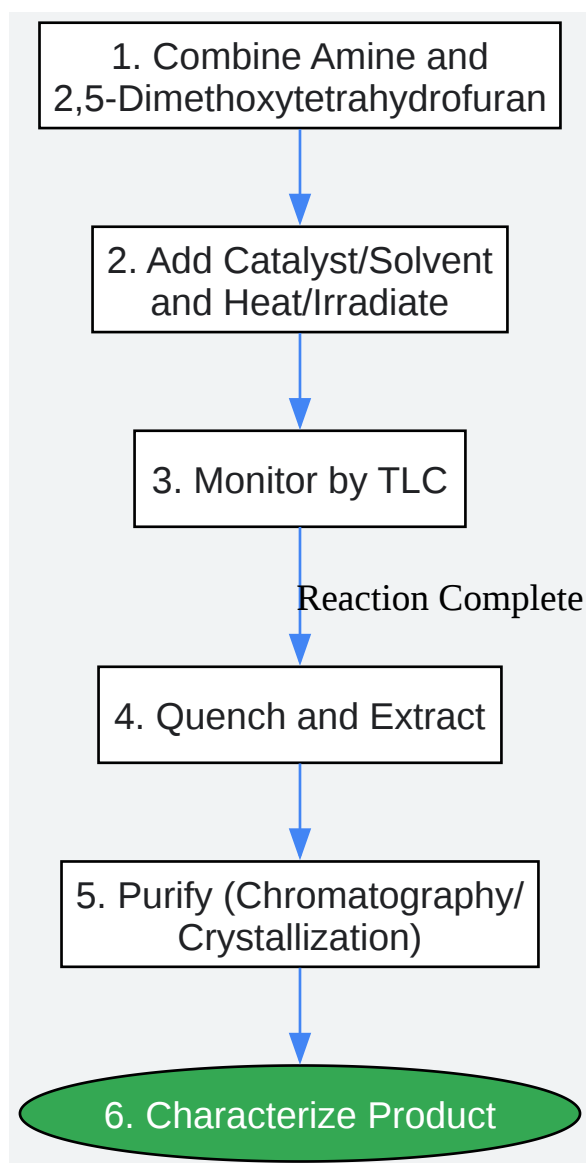 1. Combine Amine and
2,5-Dimethoxytetrahydrofuran
2. Add Catalyst/Solvent
and Heat/Irradiate
3. Monitor by TLC
Reaction Complete
4. Quench and Extract
5. Purify (Chromatography/
Crystallization)
6. Characterize Product